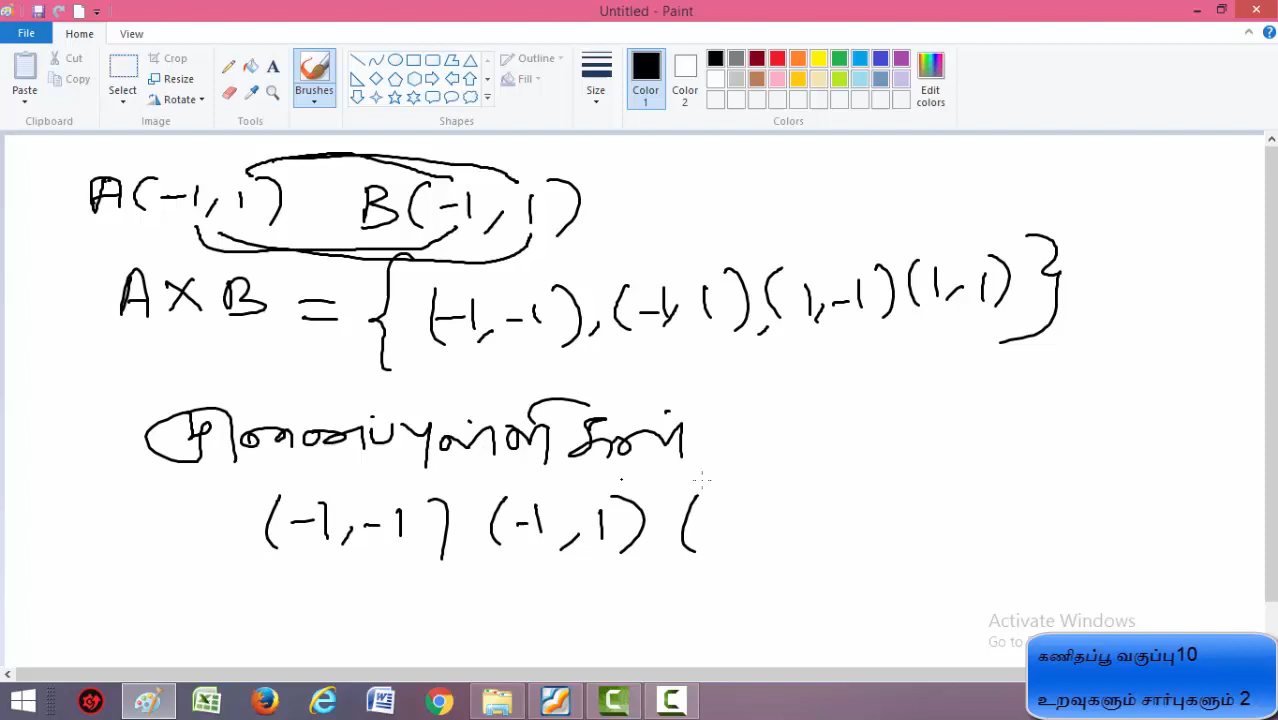 Untitled - Paint
File Home View
Paste Cut Copy Clipboard
Select Crop Resize Rotate Image
Tools
Brushes
Shapes Outline Fill
Size
Color 1 Color 2 Colors Edit colors
A(-1, 1) B(-1, 1)
A X B = { (-1, -1), (-1, 1), (1, -1) (1, 1) }
(-1, -1) (-1, 1) (
Activate Windows
Go to
கணிதப்பூ வகுப்பு10
உறவுகளும் சார்புகளும் 2